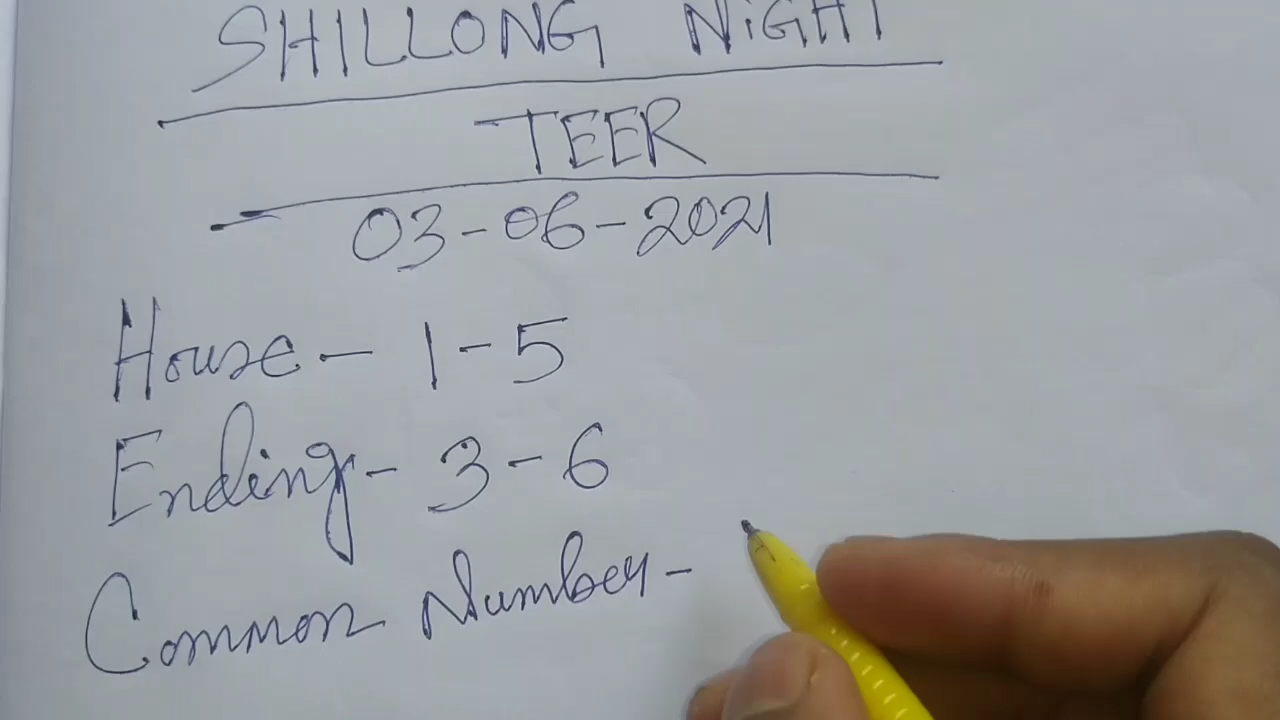 SHILLONG NiGHT
TEER
03-06-2021
House - 1-5
Ending - 3-6
Common Number -